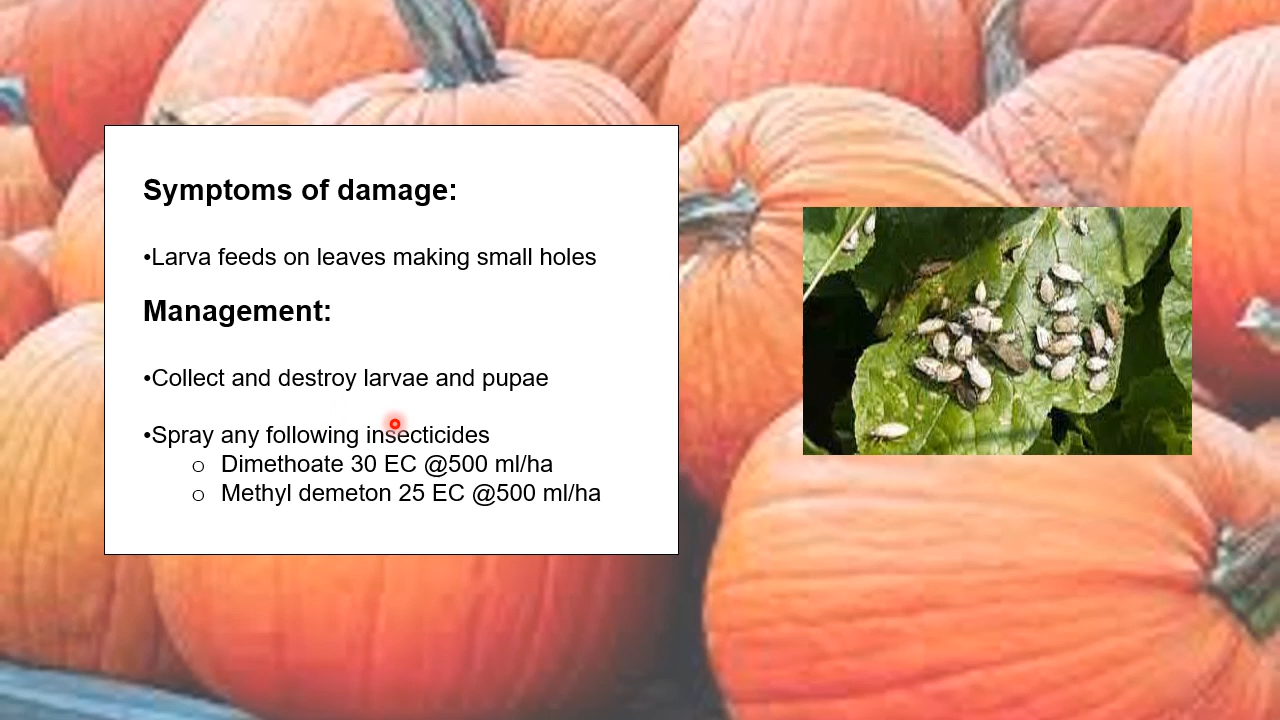 Symptoms of damage:
•Larva feeds on leaves making small holes
Management:
•Collect and destroy larvae and pupae
•Spray any following insecticides
○ Dimethoate 30 EC @500 ml/ha
○ Methyl demeton 25 EC @500 ml/ha